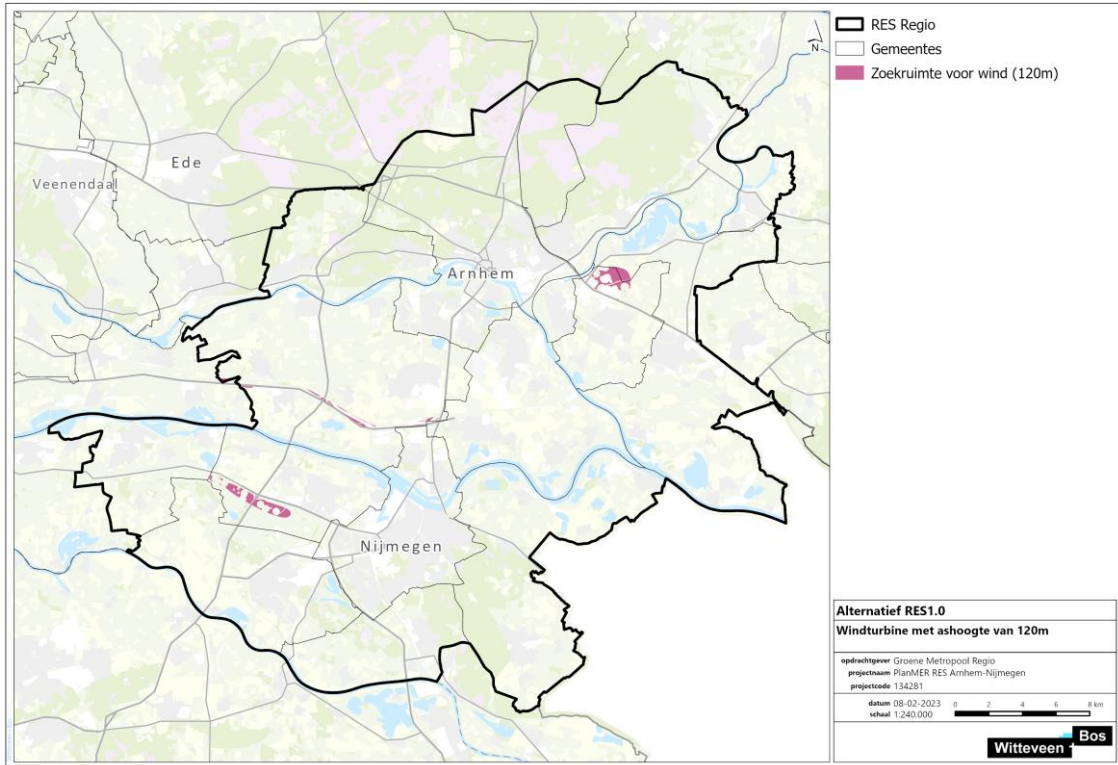 RES Regio
Gemeentes
Zoekruimte voor wind (120m)
N
Ede
Veenendaal
Arnhem
Nijmegen
Alternatief RES1.0
Windturbine met ashoogte van 120m
opdrachtgever Groene Metropool Regio
projectnaam PlanMER RES Arnhem-Nijmegen
projectcode 134281
datum 08-02-2023
schaal 1:240.000
0 2 4 6 8 km
Witteveen + Bos